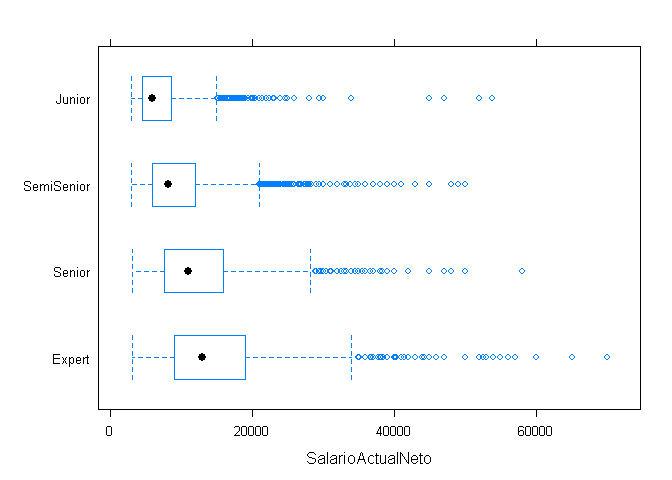 Junior
SemiSenior
Senior
Expert
0 20000 40000 60000
SalarioActualNeto